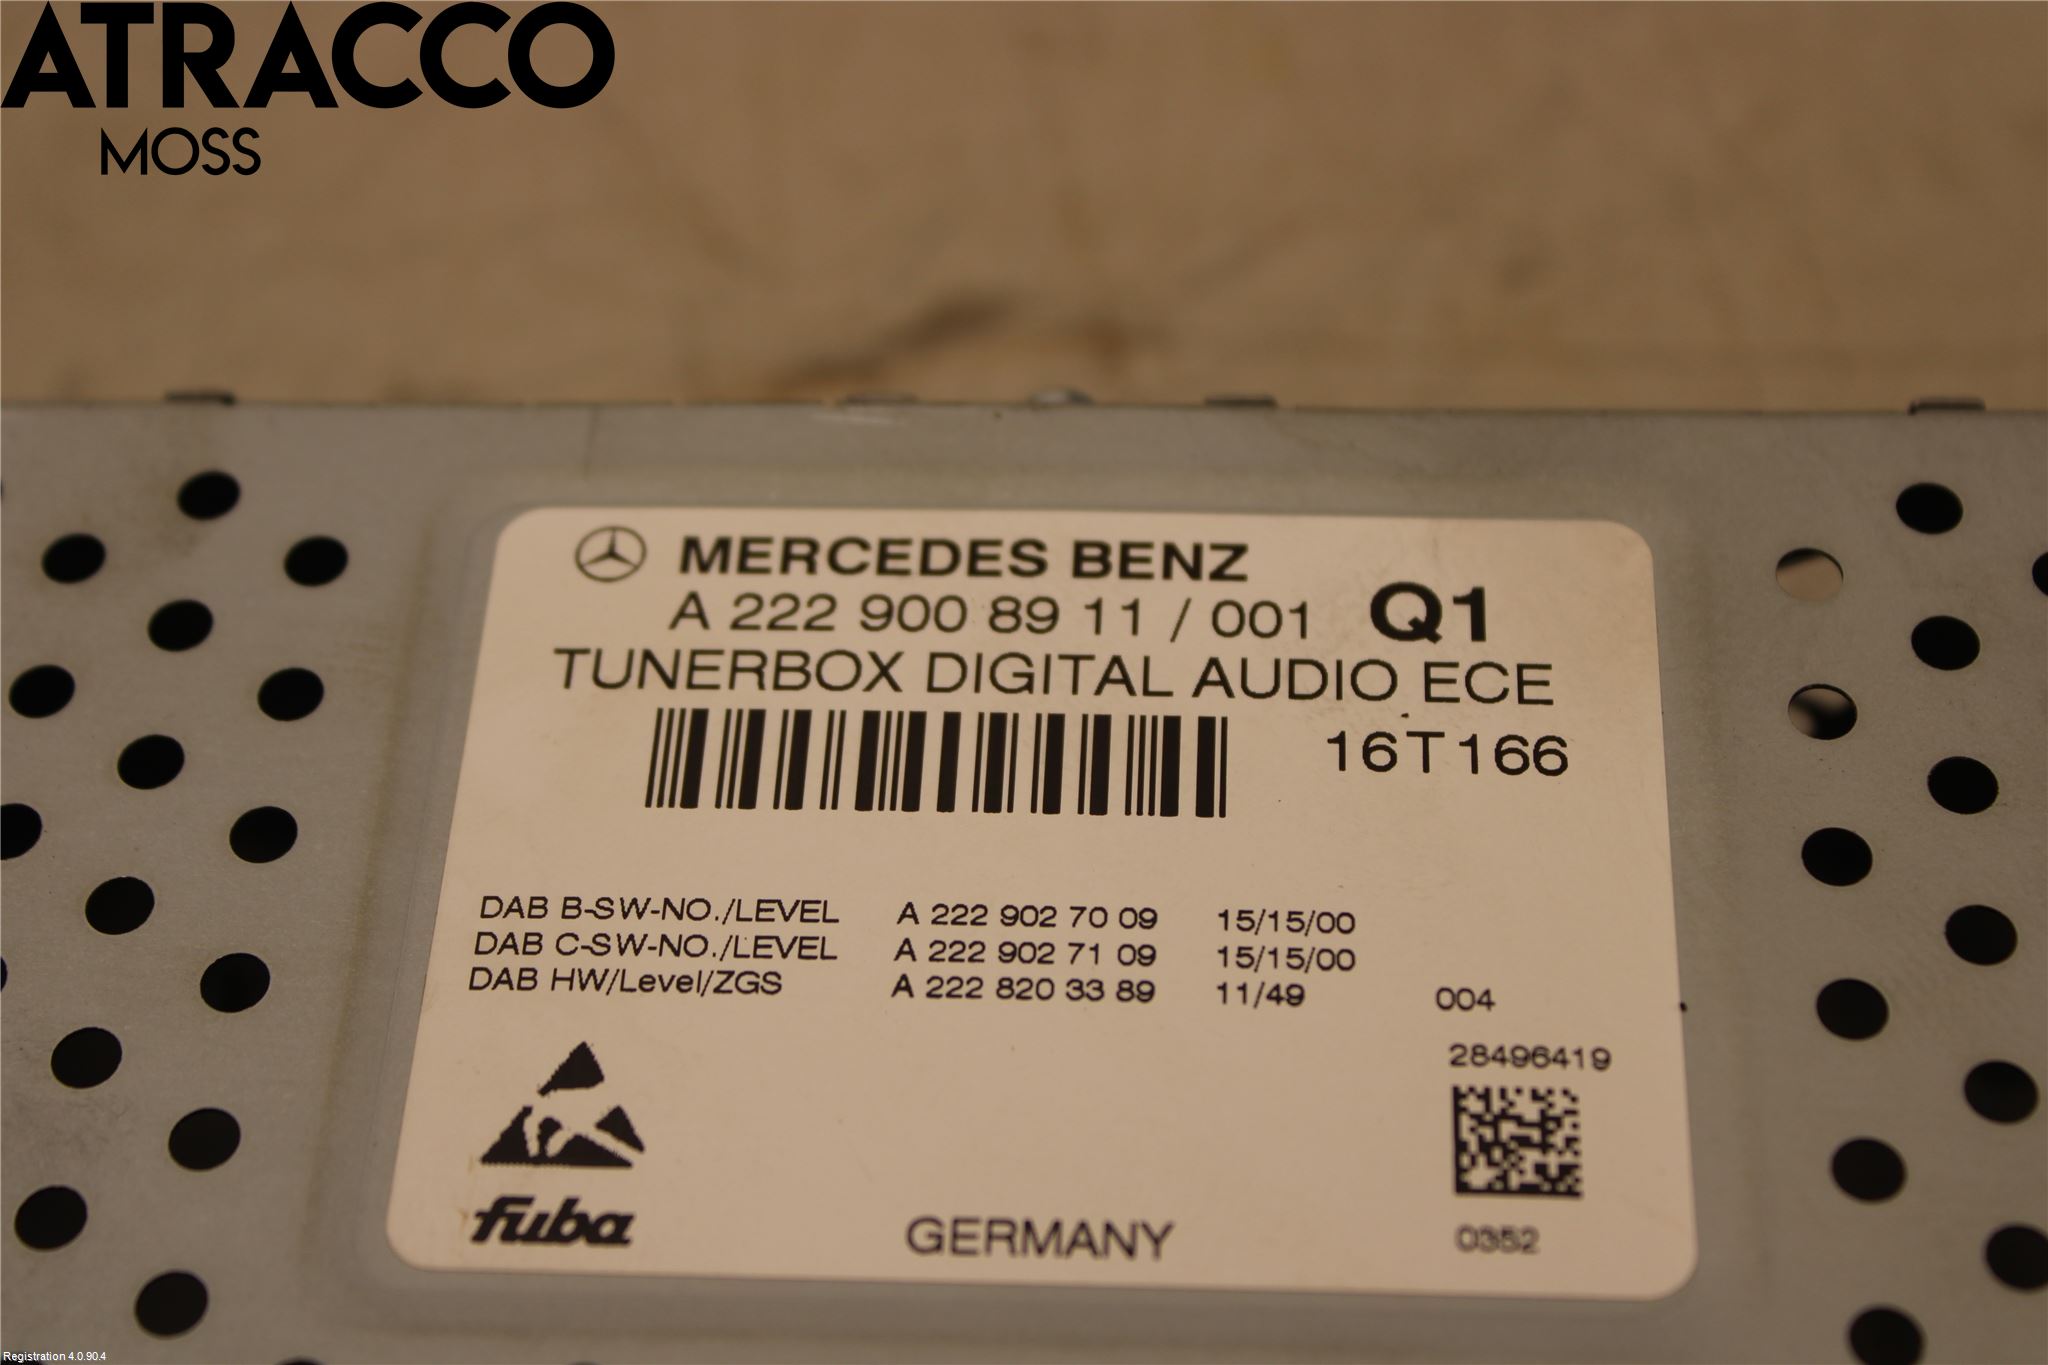 ATRACCO
MOSS
MERCEDES BENZ
A 222 900 89 11 / 001 Q1
TUNERBOX DIGITAL AUDIO ECE
16T166
DAB B-SW-NO./LEVEL A 222 902 70 09 15/15/00
DAB C-SW-NO./LEVEL A 222 902 71 09 15/15/00
DAB HW/Level/ZGS A 222 820 33 89 11/49 004
28496419
fuba GERMANY 0352
Registration 4.0.90.4